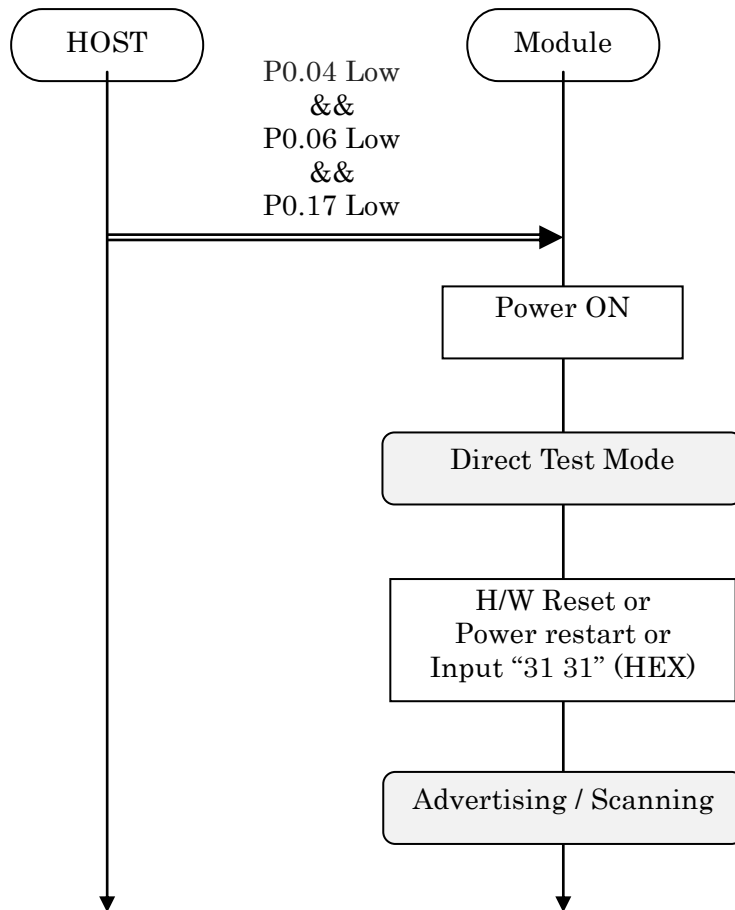 HOST
Module
P0.04 Low
&&
P0.06 Low
&&
P0.17 Low
Power ON
Direct Test Mode
H/W Reset or
Power restart or
Input “31 31” (HEX)
Advertising / Scanning